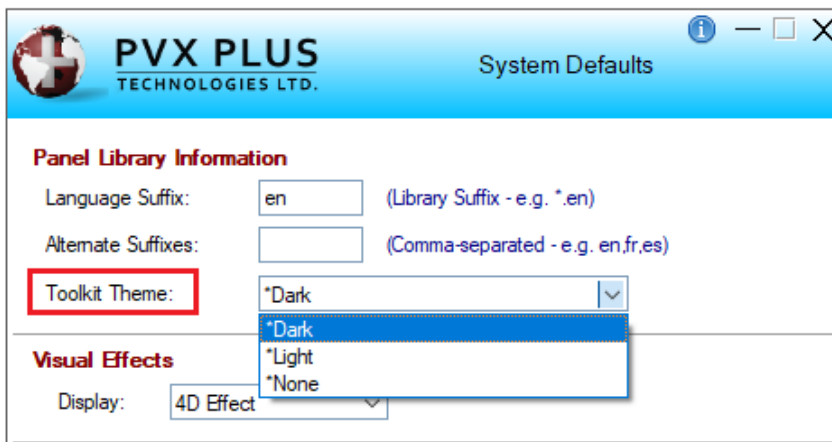 PVX PLUS
TECHNOLOGIES LTD.
System Defaults
Panel Library Information
Language Suffix: en (Library Suffix - e.g. *.en)
Alternate Suffixes: (Comma-separated - e.g. en,fr,es)
Toolkit Theme: *Dark
*Dark
*Light
*None
Visual Effects
Display: 4D Effect